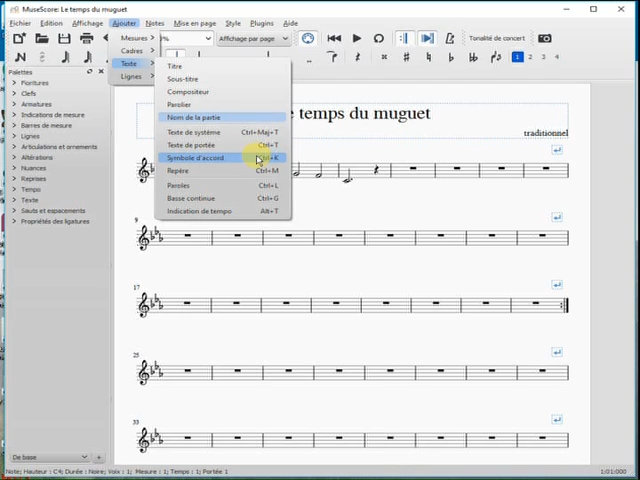 MuseScore: Le temps du muguet
Fichier Edition Affichage Ajouter Notes Mise en page Style Plugins Aide
Mesures
Cadres
Texte
Lignes
Titre
Sous-titre
Compositeur
Parolier
Nom de la partie
Texte de système Ctrl+Maj+T
Texte de portée Ctrl+T
Symbole d'accord Ctrl+K
Repère Ctrl+M
Paroles Ctrl+L
Basse continue Ctrl+G
Indication de tempo Alt+T
Affichage par page
Tonalité de concert
1 2 3 4
Palettes
Fioritures
Clefs
Armatures
Indications de mesure
Barres de mesure
Lignes
Articulations et ornements
Altérations
Nuances
Reprises
Tempo
Texte
Sauts et espacements
Propriétés des ligatures
e temps du muguet
traditionnel
9
17
25
33
De base
Note; Hauteur : C4; Durée : Noire; Voix : 1; Mesure : 1; Temps : 1; Portée 1
1:01:000